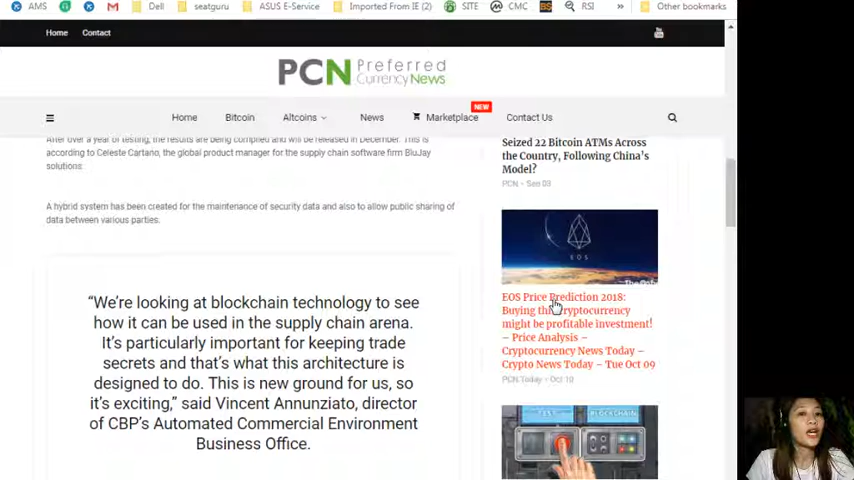 AMS
Dell
seatguru
ASUS E-Service
Imported From IE (2)
SITE
CMC
RSI
»
Other bookmarks
Home
Contact
PCN Preferred
Currency News
NEW
Home
Bitcoin
Altcoins
News
Marketplace
Contact Us
After over a year of testing, the results are being compiled and will be released in December. This is
according to Celeste Cartano, the global product manager for the supply chain software firm BluJay
solutions.
A hybrid system has been created for the maintenance of security data and also to allow public sharing of
data between various parties.
“We’re looking at blockchain technology to see
how it can be used in the supply chain arena.
It’s particularly important for keeping trade
secrets and that’s what this architecture is
designed to do. This is new ground for us, so
it’s exciting,” said Vincent Annunziato, director
of CBP’s Automated Commercial Environment
Business Office.
Seized 22 Bitcoin ATMs Across
the Country, Following China’s
Model?
PCN - Sep 03
EOS
EOS Price Prediction 2018:
Buying this cryptocurrency
might be profitable investment!
– Price Analysis –
Cryptocurrency News Today –
Crypto News Today – Tue Oct 09
PCN.Today - Oct 10
TEST
BLOCKCHAIN